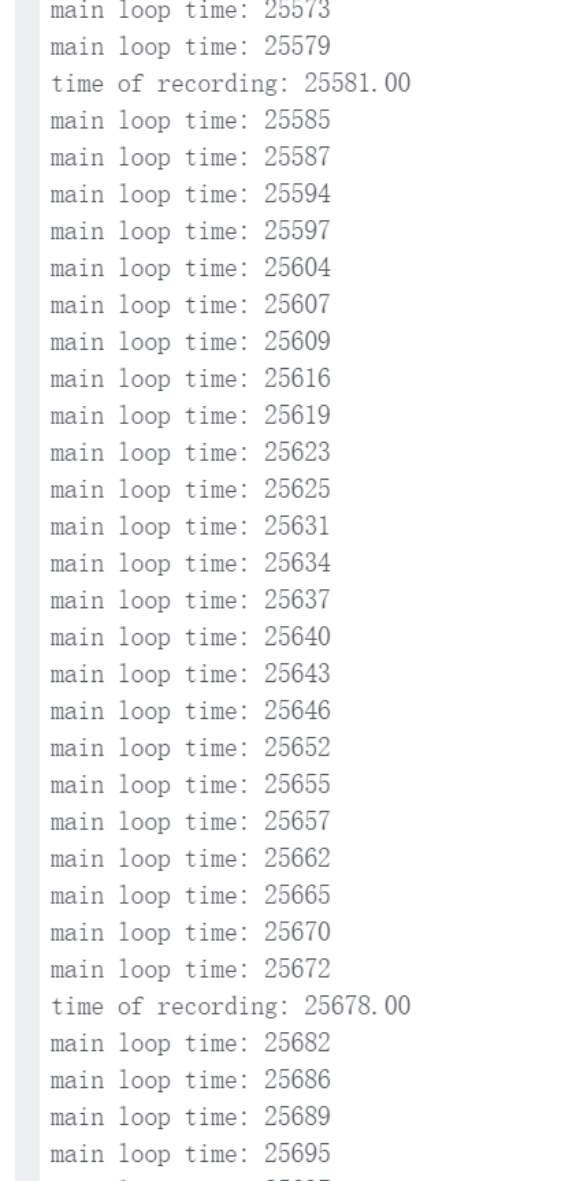 main loop time: 25573
main loop time: 25579
time of recording: 25581.00
main loop time: 25585
main loop time: 25587
main loop time: 25594
main loop time: 25597
main loop time: 25604
main loop time: 25607
main loop time: 25609
main loop time: 25616
main loop time: 25619
main loop time: 25623
main loop time: 25625
main loop time: 25631
main loop time: 25634
main loop time: 25637
main loop time: 25640
main loop time: 25643
main loop time: 25646
main loop time: 25652
main loop time: 25655
main loop time: 25657
main loop time: 25662
main loop time: 25665
main loop time: 25670
main loop time: 25672
time of recording: 25678.00
main loop time: 25682
main loop time: 25686
main loop time: 25689
main loop time: 25695